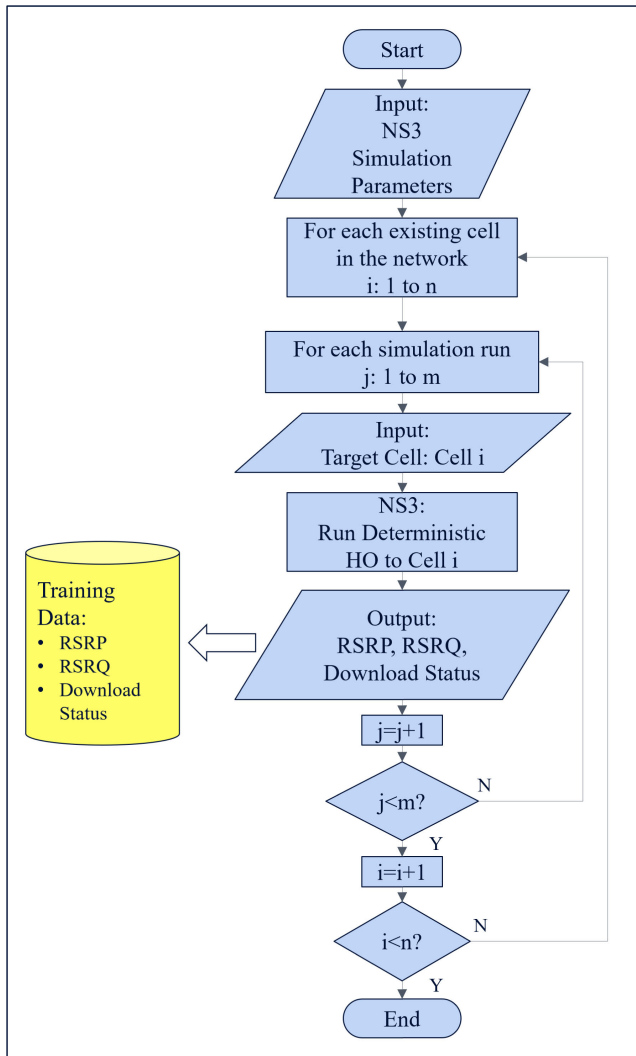 Start
Input:
NS3
Simulation
Parameters
For each existing cell
in the network
i: 1 to n
For each simulation run
j: 1 to m
Input:
Target Cell: Cell i
NS3:
Run Deterministic
HO to Cell i
Training
Data:
• RSRP
• RSRQ
• Download
Status
Output:
RSRP, RSRQ,
Download Status
j=j+1
j<m?
N
Y
i=i+1
i<n?
N
Y
End